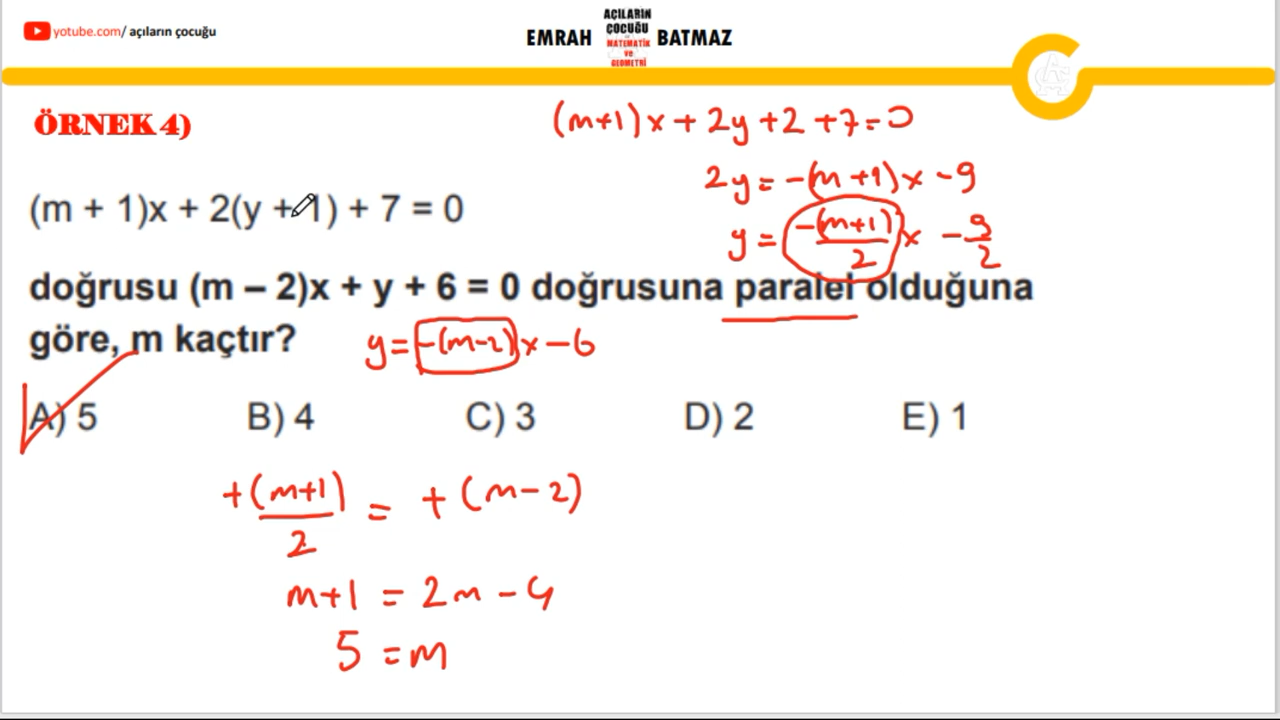 yotube.com/ açıların çocuğu
EMRAH
AÇILARIN
ÇOCUĞU
MATEMATİK
ve
GEOMETRİ
BATMAZ
ÖRNEK 4)
(m+1)x + 2y + 2 + 7 = 0
2y = -(m+1)x - 9
y = -(m+1)/2 x - 9/2
(m + 1)x + 2(y + 1) + 7 = 0
doğrusu (m – 2)x + y + 6 = 0 doğrusuna paralel olduğuna
göre, m kaçtır?
y = -(m-2)x - 6
A) 5 B) 4 C) 3 D) 2 E) 1
+(m+1)/2 = +(m-2)
m+1 = 2m - 4
5 = m